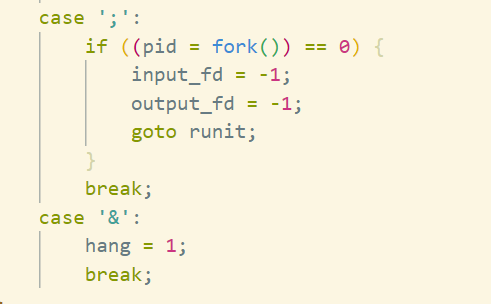 case ';':
if ((pid = fork()) == 0) {
input_fd = -1;
output_fd = -1;
goto runit;
}
break;
case '&':
hang = 1;
break;